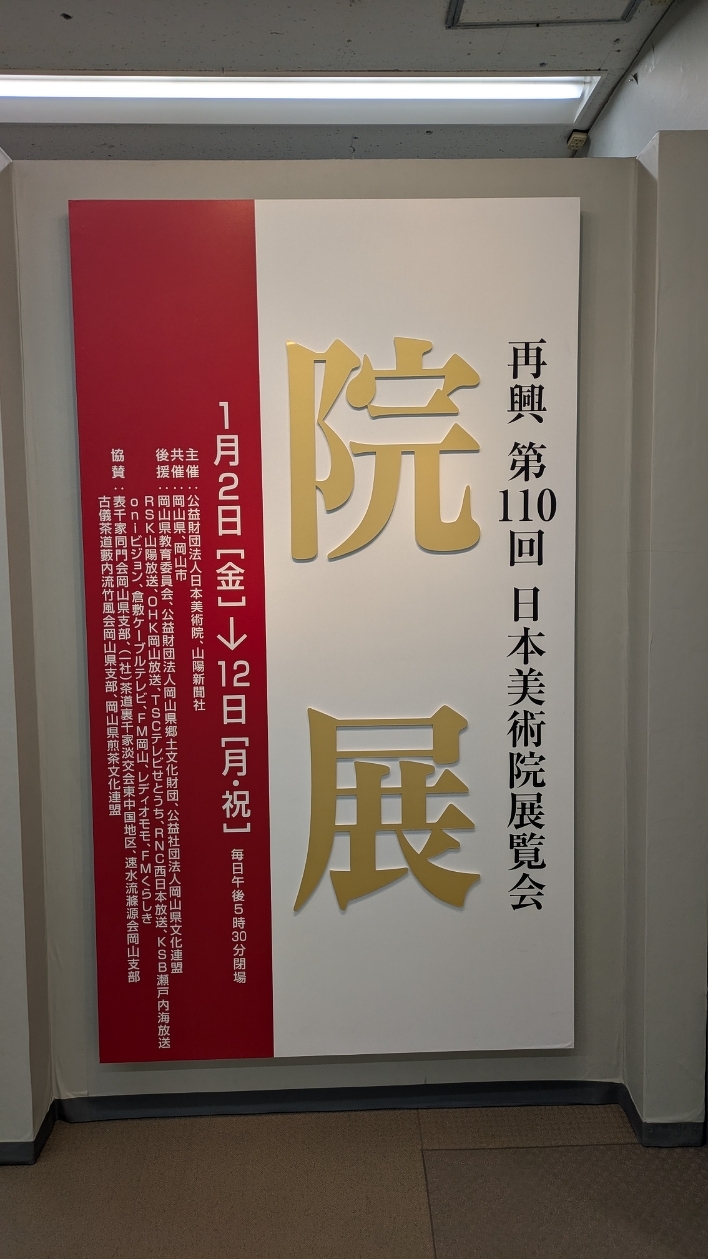 再興 第110回 日本美術院展覧会
院展
1月2日[金]→12日[月・祝] 毎日午後5時30分閉場
主催:公益財団法人日本美術院、山陽新聞社
共催:岡山県、岡山市
後援:岡山県教育委員会、公益財団法人岡山県郷土文化財団、公益社団法人岡山県文化連盟
RSK山陽放送、OHK岡山放送、TSCテレビせとうち、RNC西日本放送、KSB瀬戸内海放送
oniビジョン、倉敷ケーブルテレビ、FM岡山、レディオモモ、FMくらしき
協賛:表千家同門会岡山県支部、(一社)茶道裏千家淡交会東中国地区、速水流滌源会岡山支部
古儀茶道藪内流竹風会岡山県支部、岡山県煎茶文化連盟